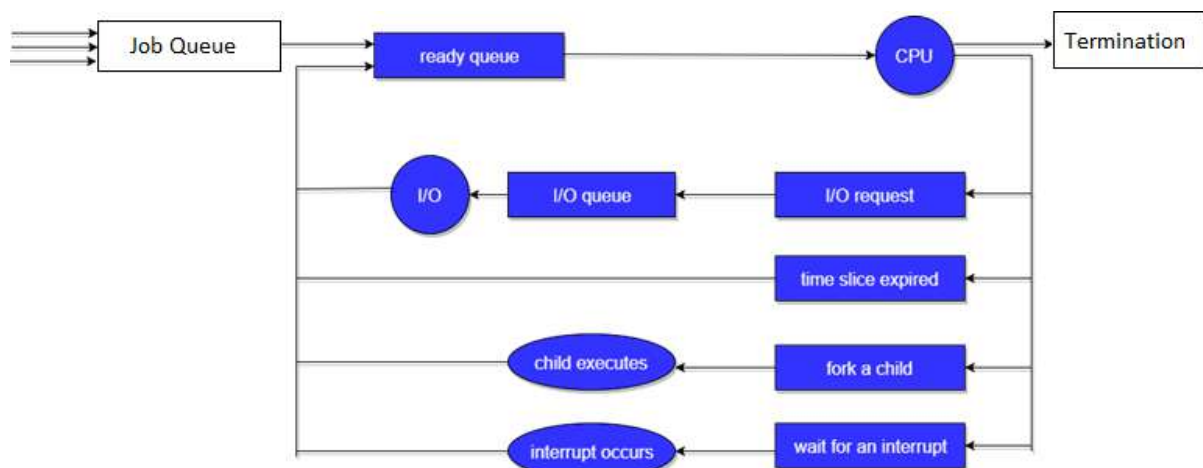 Job Queue
ready queue
CPU
Termination
I/O
I/O queue
I/O request
time slice expired
child executes
fork a child
interrupt occurs
wait for an interrupt